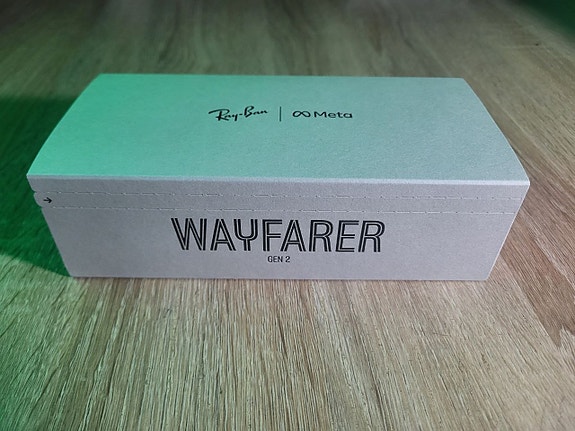 Ray-Ban | ∞ Meta
WAYFARER
GEN 2